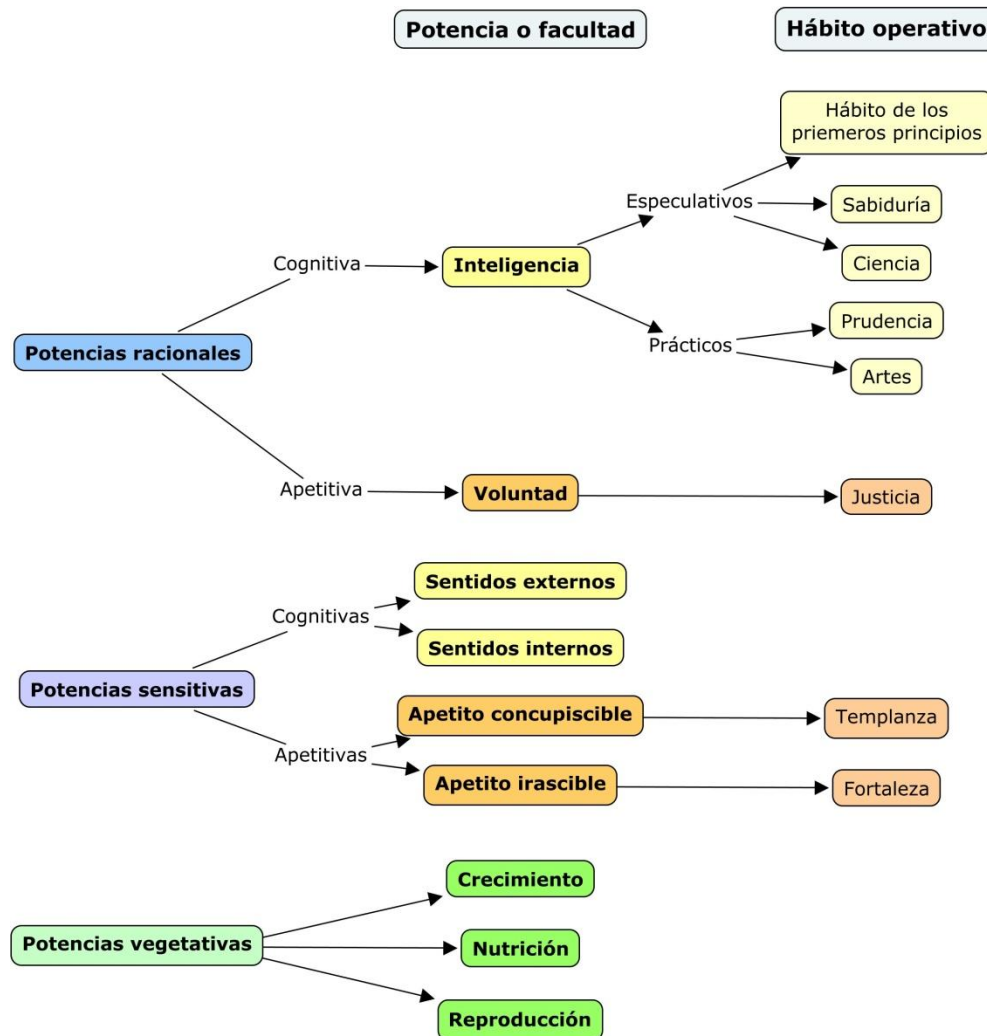 Potencia o facultad
Hábito operativo
Hábito de los
priemeros principios
Especulativos
Sabiduría
Cognitiva
Inteligencia
Ciencia
Prudencia
Potencias racionales
Prácticos
Artes
Apetitiva
Voluntad
Justicia
Sentidos externos
Cognitivas
Sentidos internos
Potencias sensitivas
Apetito concupiscible
Templanza
Apetitivas
Apetito irascible
Fortaleza
Crecimiento
Potencias vegetativas
Nutrición
Reproducción